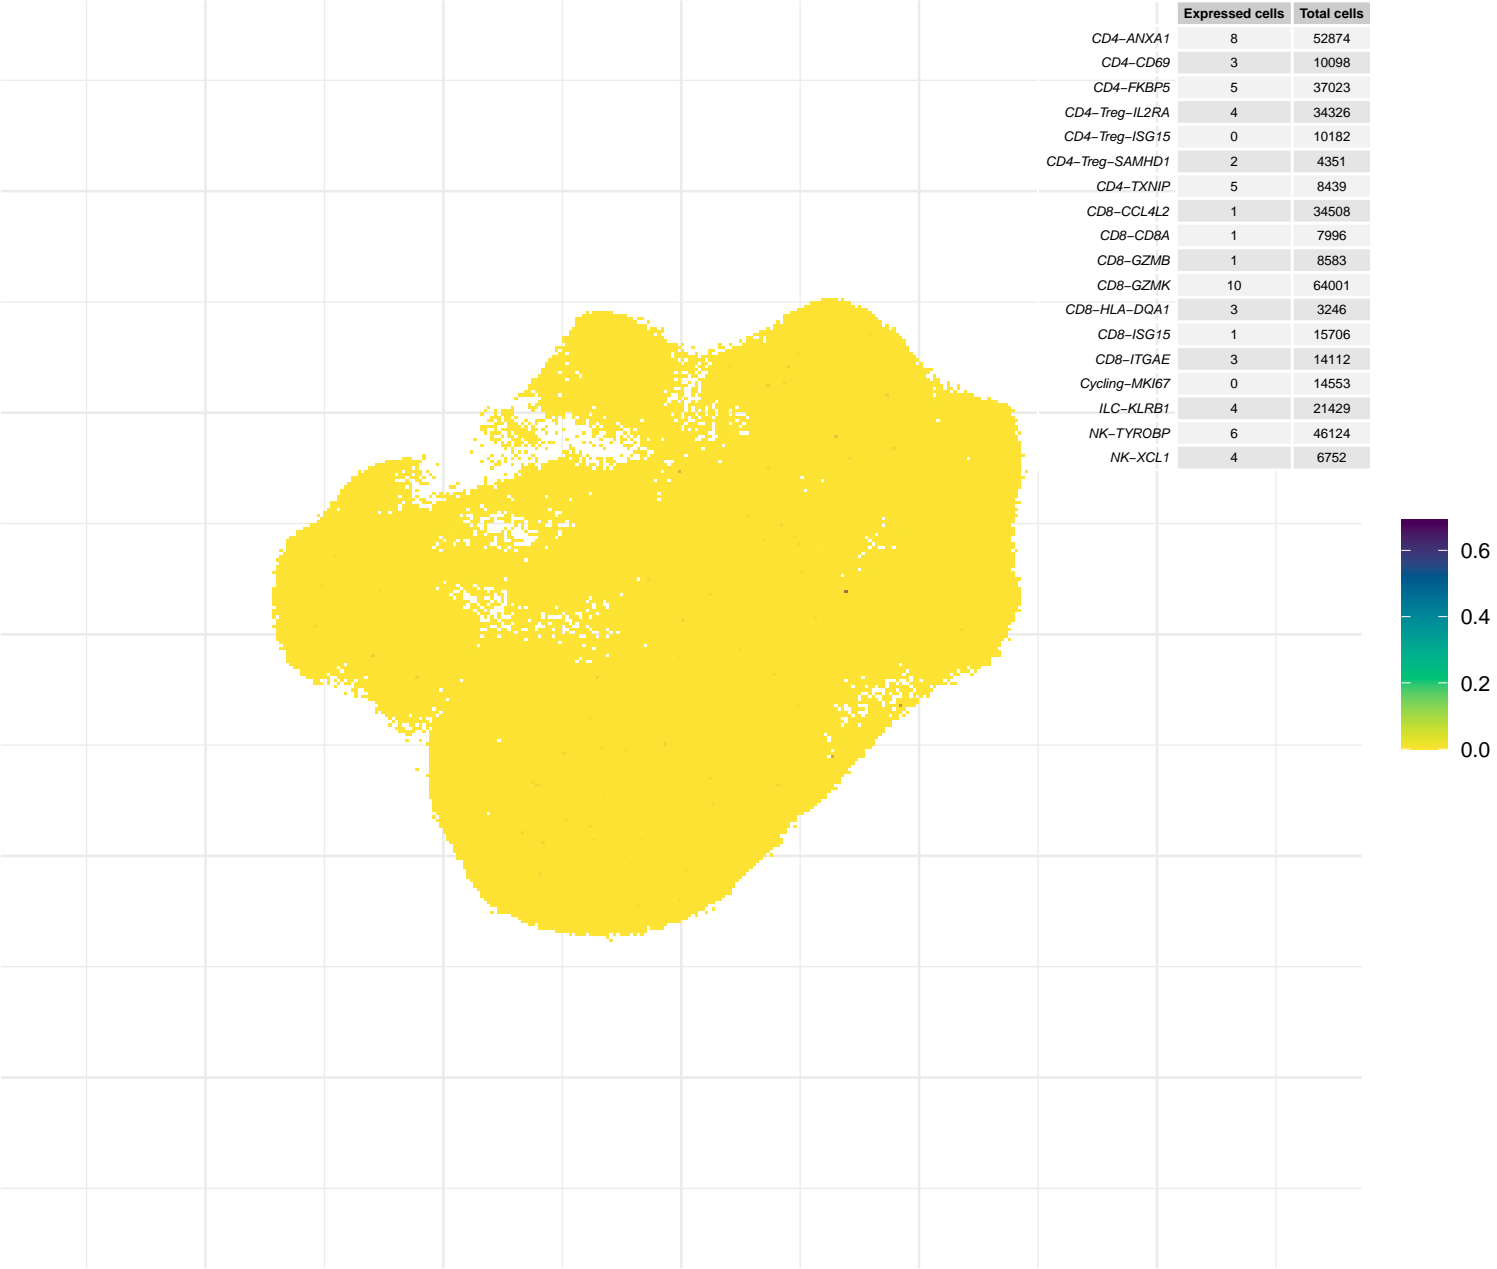 Expressed cells Total cells
CD4−ANXA1 8 52874
CD4−CD69 3 10098
CD4−FKBP5 5 37023
CD4−Treg−IL2RA 4 34326
CD4−Treg−ISG15 0 10182
CD4−Treg−SAMHD1 2 4351
CD4−TXNIP 5 8439
CD8−CCL4L2 1 34508
CD8−CD8A 1 7996
CD8−GZMB 1 8583
CD8−GZMK 10 64001
CD8−HLA−DQA1 3 3246
CD8−ISG15 1 15706
CD8−ITGAE 3 14112
Cycling−MKI67 0 14553
ILC−KLRB1 4 21429
NK−TYROBP 6 46124
NK−XCL1 4 6752
0.6
0.4
0.2
0.0